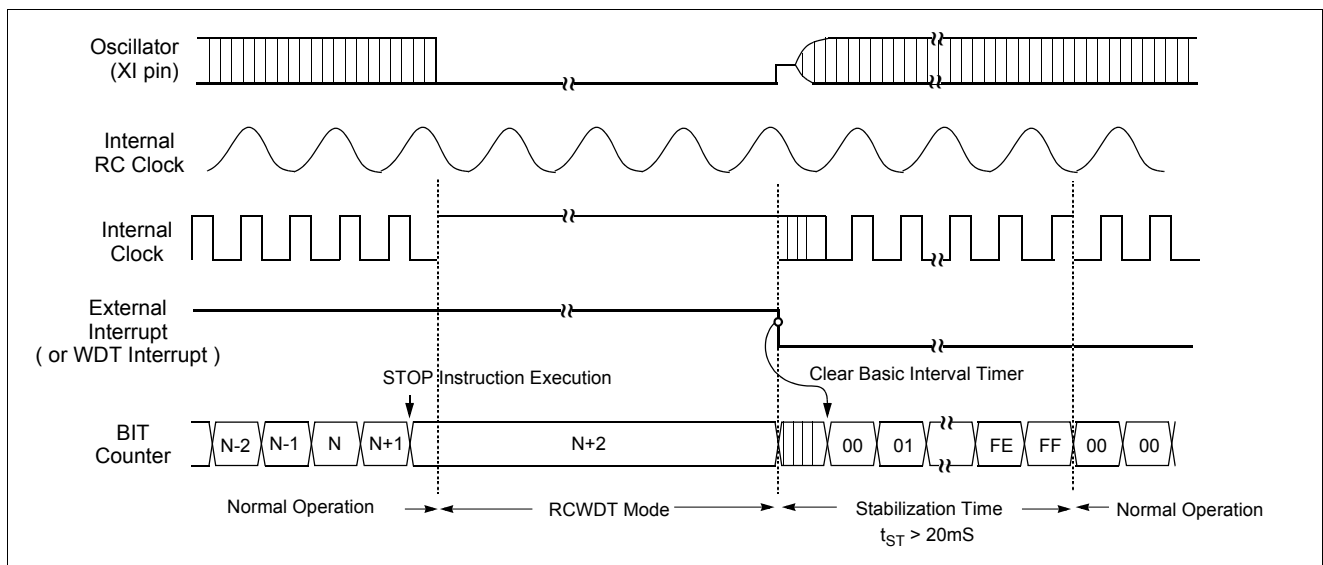 Oscillator
(XI pin)
Internal
RC Clock
Internal
Clock
External
Interrupt
( or WDT Interrupt )
STOP Instruction Execution
Clear Basic Interval Timer
BIT
Counter
N-2 N-1 N N+1 N+2 00 01 FE FF 00 00
Normal Operation RCWDT Mode Stabilization Time Normal Operation
tST > 20mS